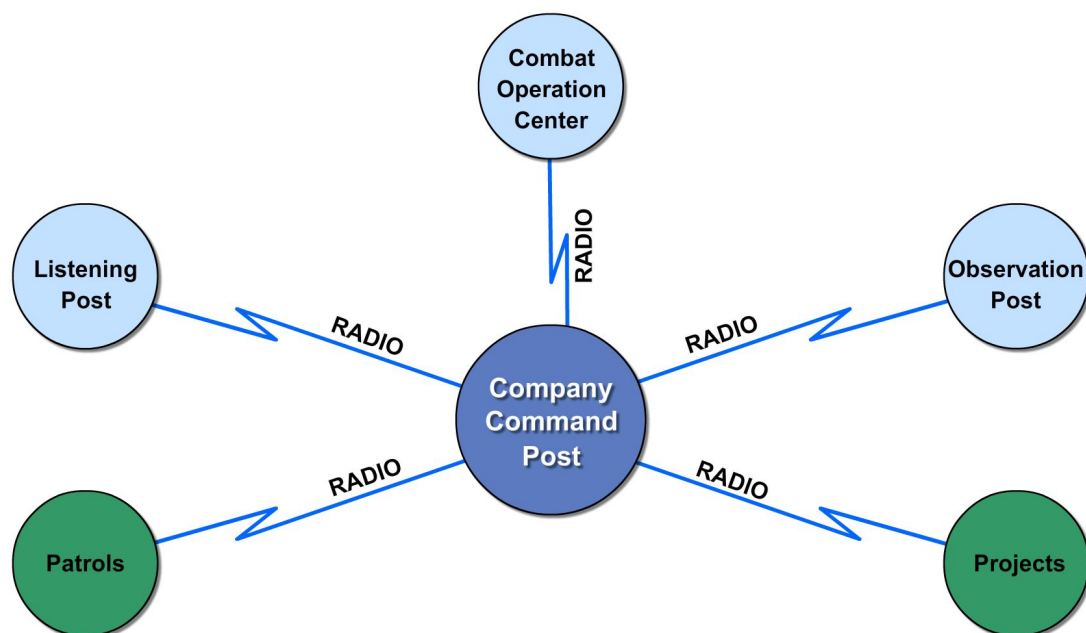 Combat
Operation
Center
RADIO
Listening
Post
Observation
Post
RADIO
RADIO
Company
Command
Post
RADIO
RADIO
Patrols
Projects